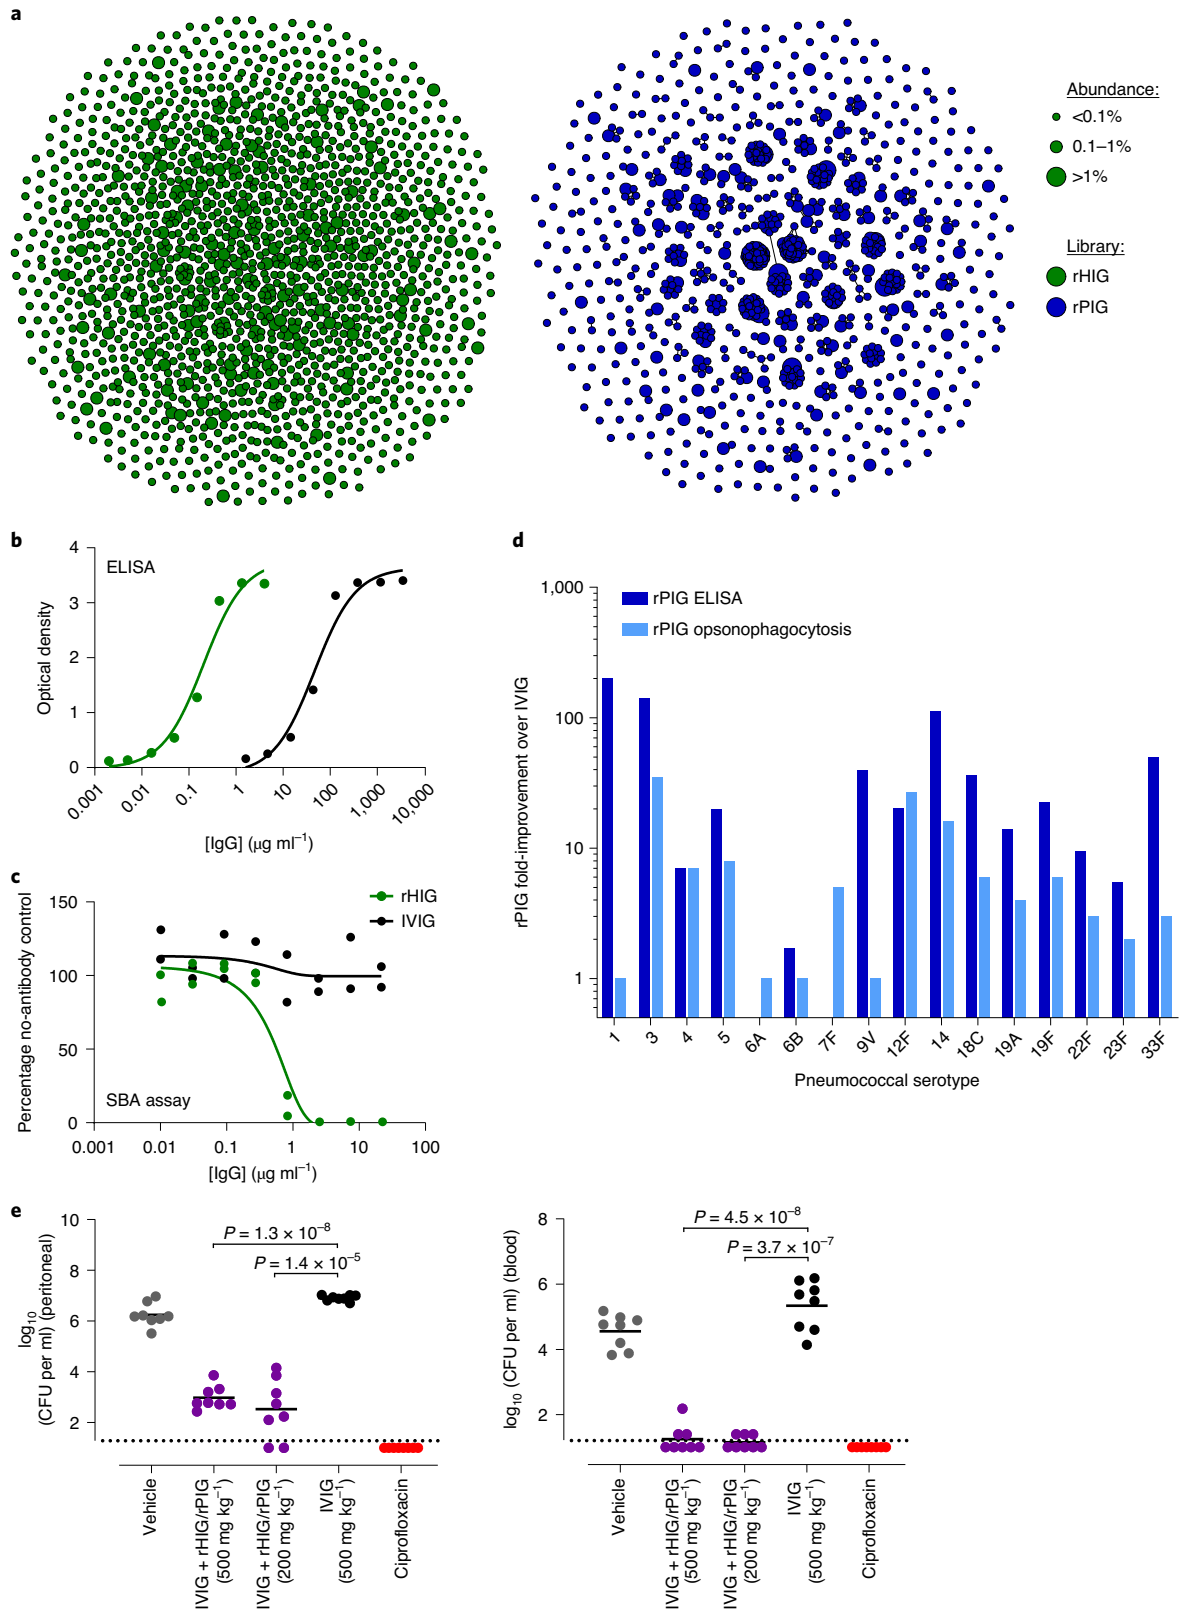 a
Abundance:
<0.1%
0.1–1%
>1%
Library:
rHIG
rPIG
b
ELISA
Optical density
4
3
2
1
0
0.001
0.01
0.1
1
10
100
1,000
10,000
[IgG] (μg ml⁻¹)
c
rHIG
IVIG
Percentage no-antibody control
150
100
50
0
SBA assay
0.001
0.01
0.1
1
10
100
[IgG] (μg ml⁻¹)
d
rPIG ELISA
rPIG opsonophagocytosis
rPIG fold-improvement over IVIG
1,000
100
10
1
1
3
4
5
6A
6B
7F
9V
12F
14
18C
19A
19F
22F
23F
33F
Pneumococcal serotype
e
log₁₀
(CFU per ml) (peritoneal)
10
8
6
4
2
P = 1.3 × 10⁻⁸
P = 1.4 × 10⁻⁵
Vehicle
IVIG + rHIG/rPIG
(500 mg kg⁻¹)
IVIG + rHIG/rPIG
(200 mg kg⁻¹)
IVIG
(500 mg kg⁻¹)
Ciprofloxacin
log₁₀ (CFU per ml) (blood)
8
6
4
2
P = 4.5 × 10⁻⁸
P = 3.7 × 10⁻⁷
Vehicle
IVIG + rHIG/rPIG
(500 mg kg⁻¹)
IVIG + rHIG/rPIG
(200 mg kg⁻¹)
IVIG
(500 mg kg⁻¹)
Ciprofloxacin